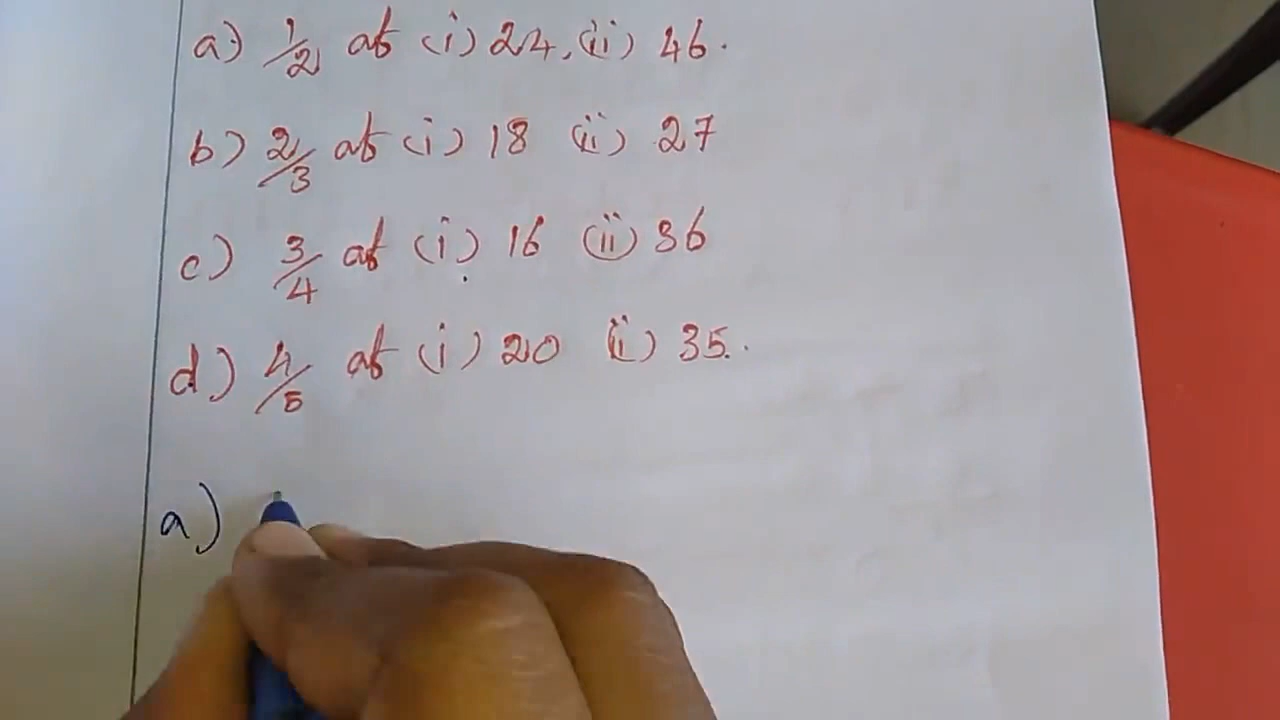 a) 1/2 of (i) 24, (ii) 46.
b) 2/3 of (i) 18 (ii) 27
c) 3/4 of (i) 16 (ii) 36
d) 4/5 of (i) 20 (ii) 35.
a)